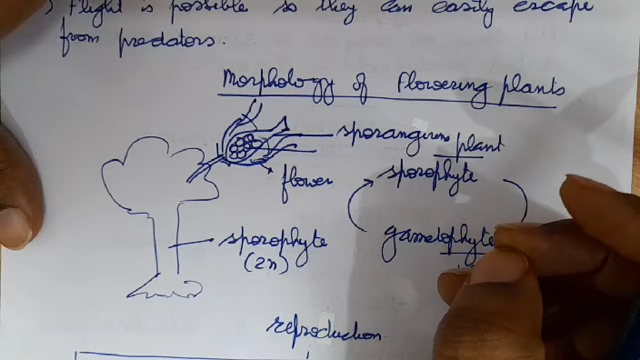 ) Flight is possible so they can easily escape
from predators.
Morphology of Flowering plants
plant
sporophyte
flower
gametophyte
sporophyte
(2n)
reproduction